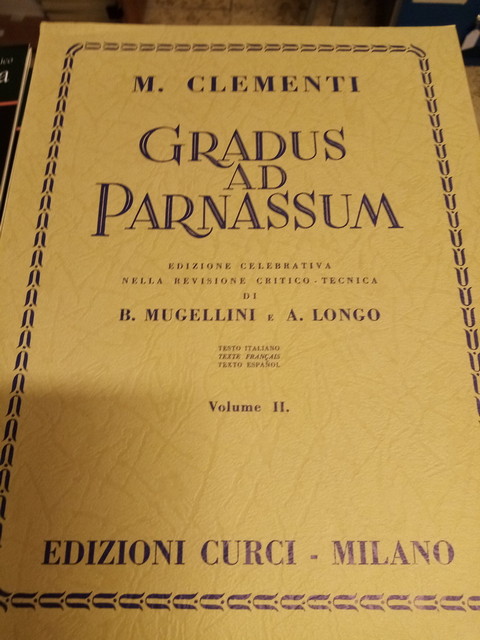 M. CLEMENTI
GRADUS
AD
PARNASSUM
EDIZIONE CELEBRATIVA
NELLA REVISIONE CRITICO-TECNICA
DI
B. MUGELLINI E A. LONGO
TESTO ITALIANO
TEXTE FRANÇAIS
TEXTO ESPAÑOL
Volume II.
EDIZIONI CURCI - MILANO